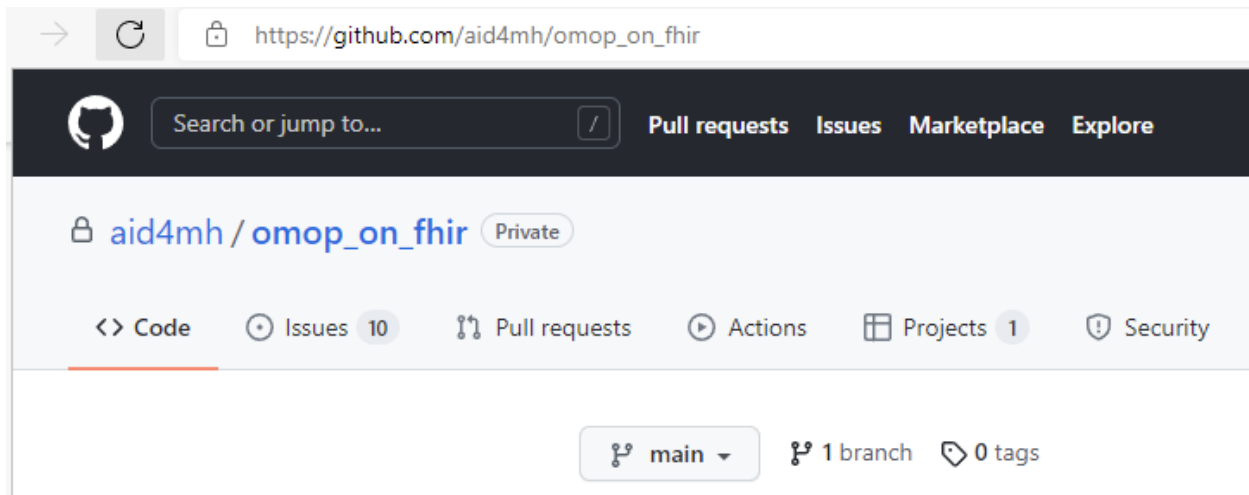 https://github.com/aid4mh/omop_on_fhir
Search or jump to... / Pull requests Issues Marketplace Explore
aid4mh / omop_on_fhir Private
<> Code Issues 10 Pull requests Actions Projects 1 Security
main 1 branch 0 tags